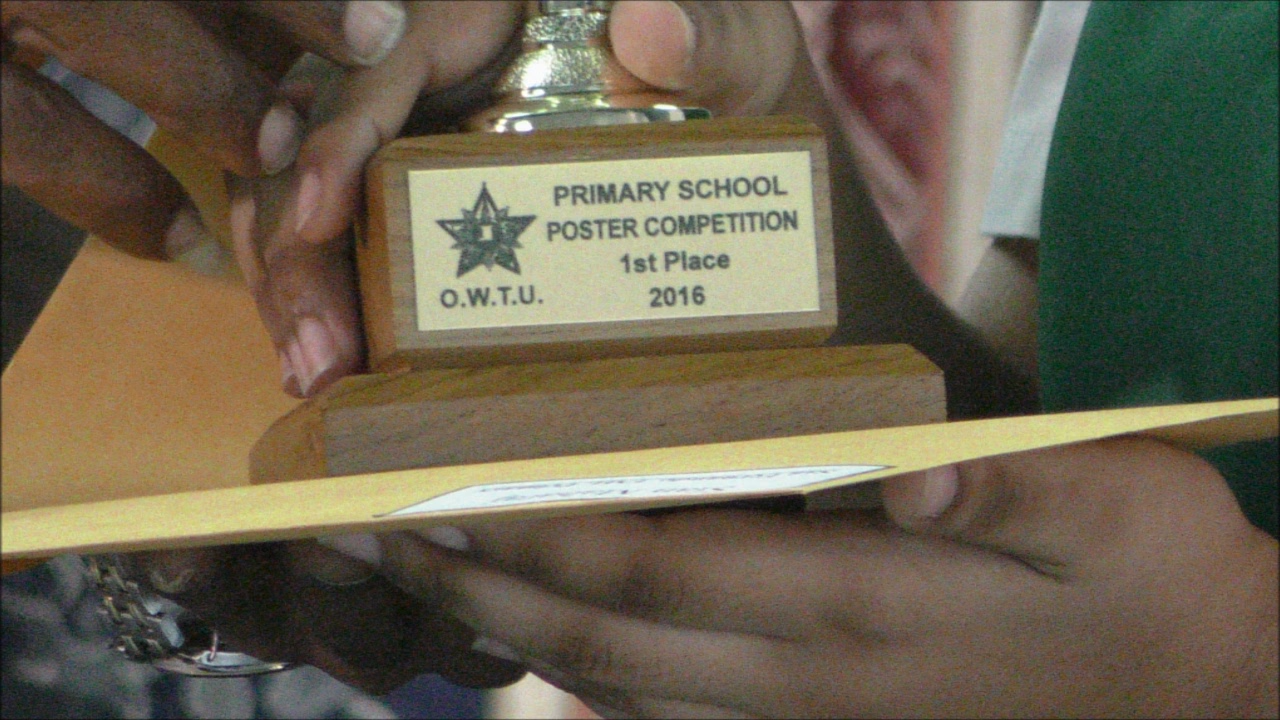 PRIMARY SCHOOL
POSTER COMPETITION
1st Place
2016
O.W.T.U.